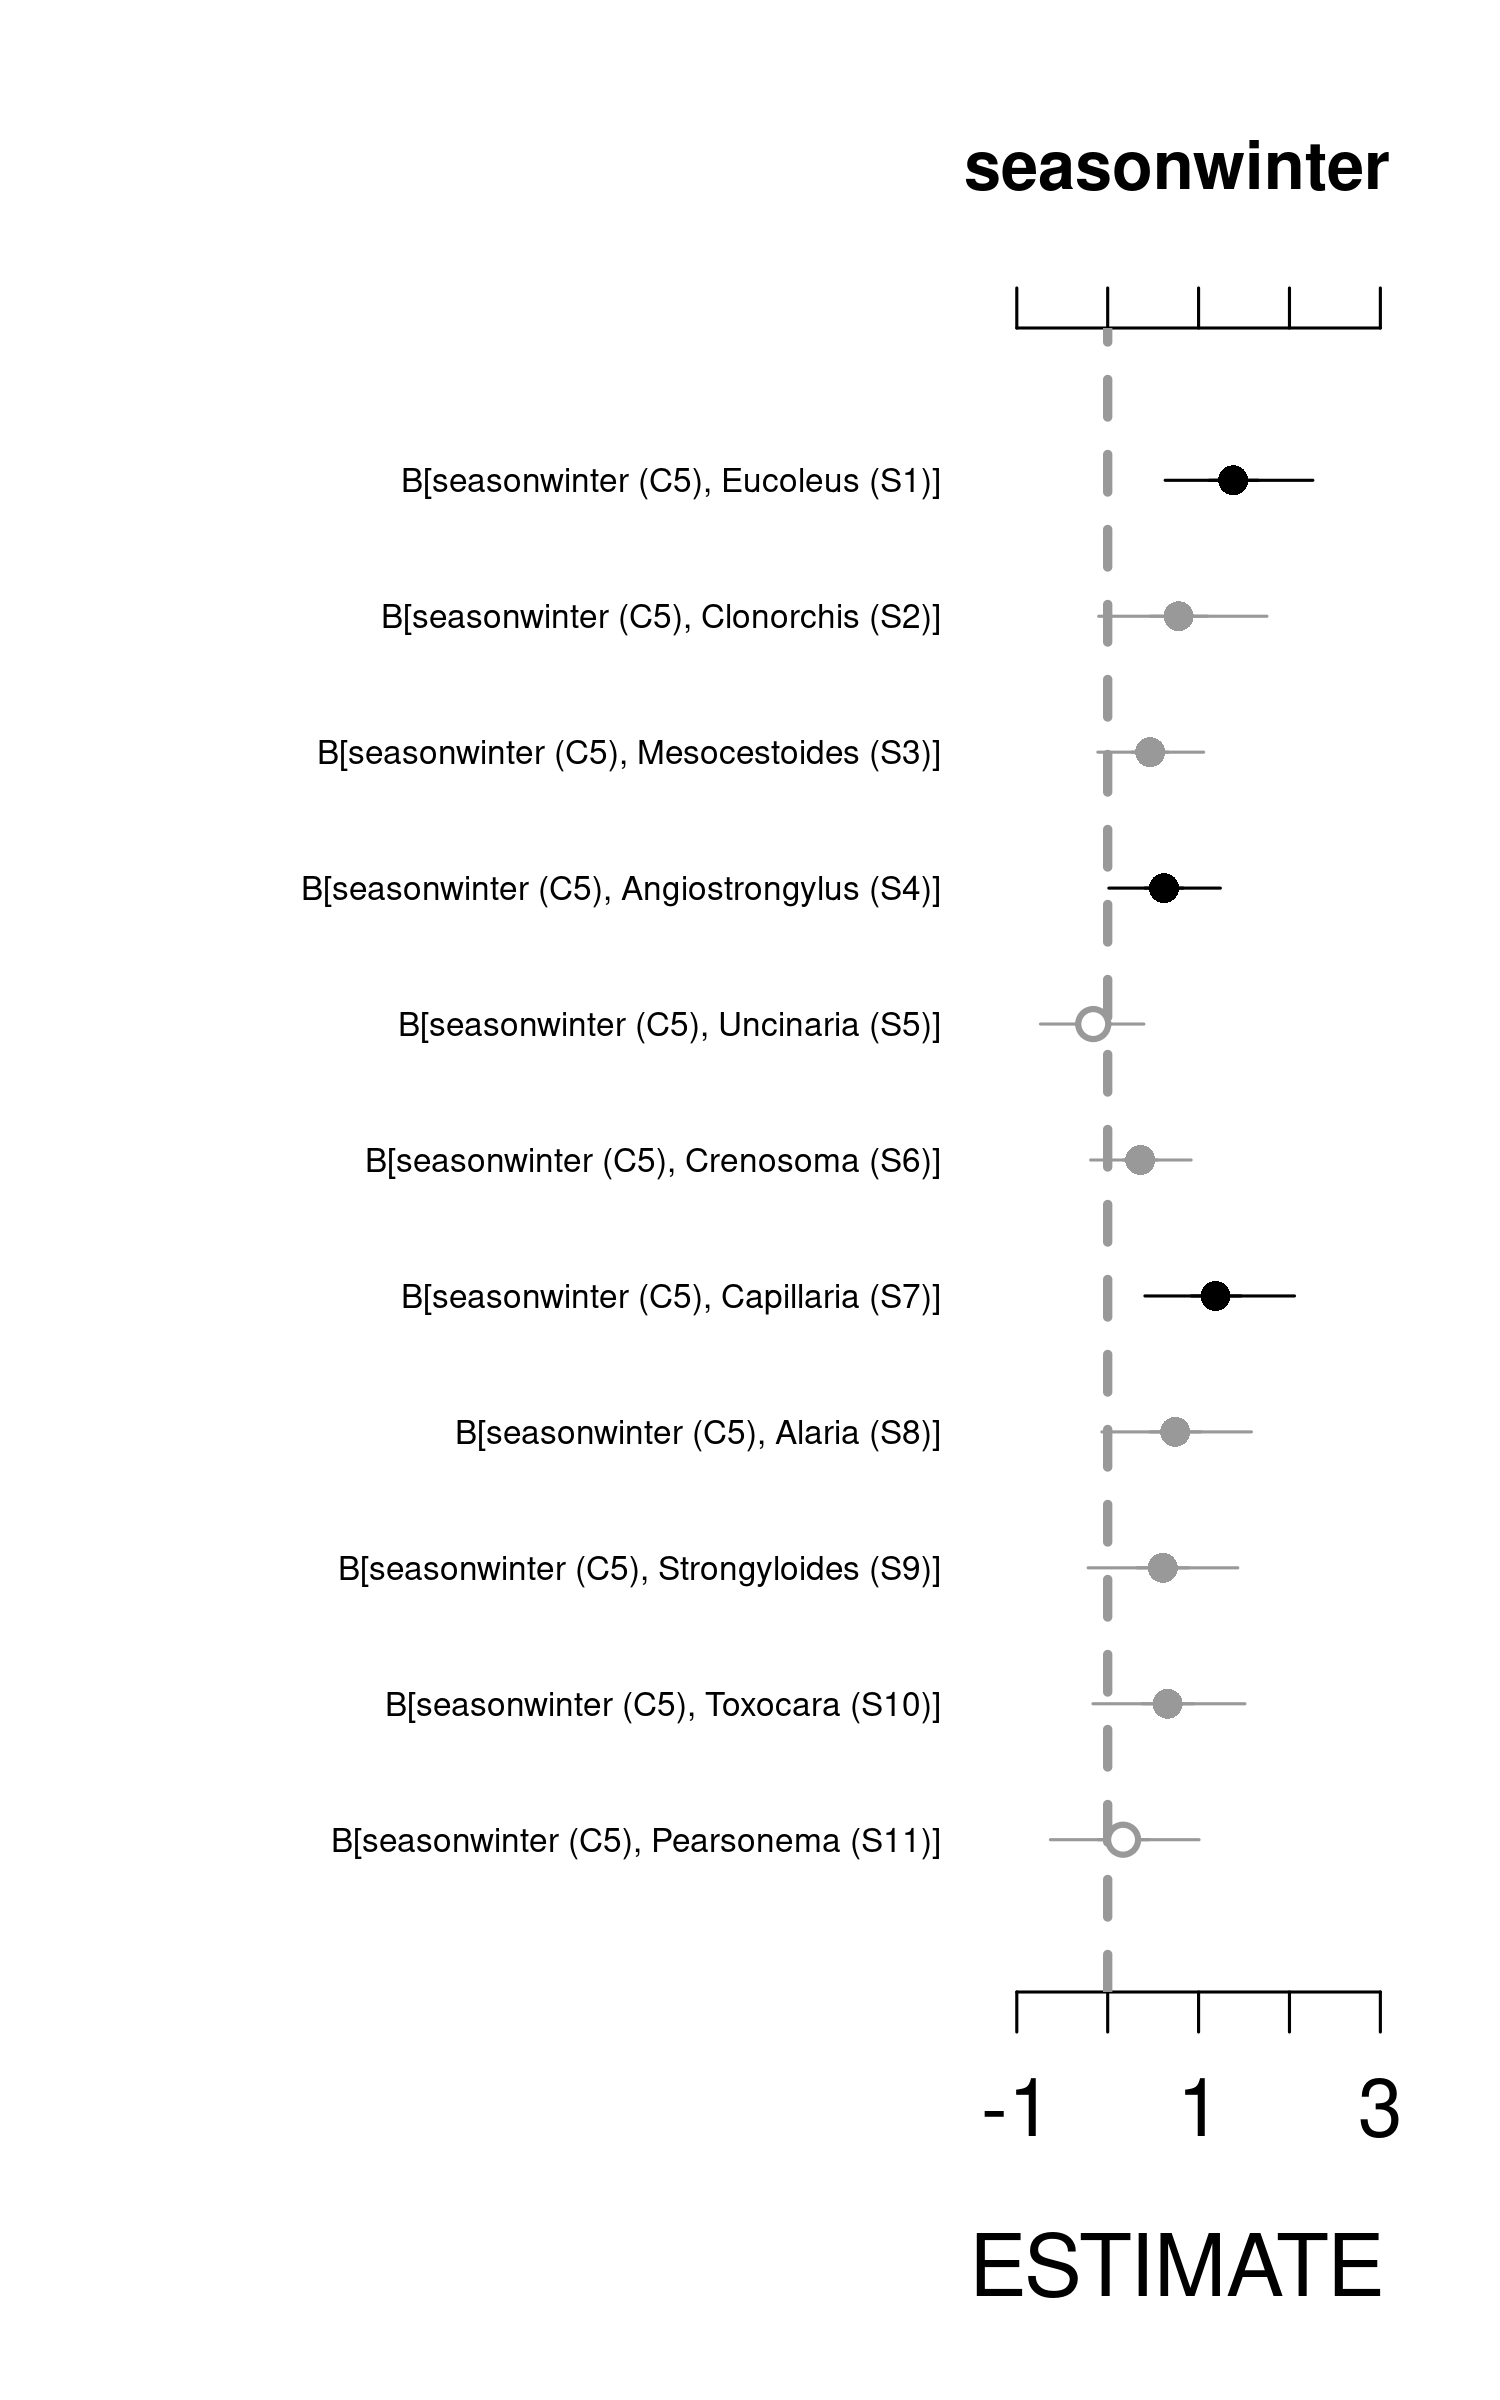 seasonwinter
B[seasonwinter (C5), Eucoleus (S1)]
B[seasonwinter (C5), Clonorchis (S2)]
B[seasonwinter (C5), Mesocestoides (S3)]
B[seasonwinter (C5), Angiostrongylus (S4)]
B[seasonwinter (C5), Uncinaria (S5)]
B[seasonwinter (C5), Crenosoma (S6)]
B[seasonwinter (C5), Capillaria (S7)]
B[seasonwinter (C5), Alaria (S8)]
B[seasonwinter (C5), Strongyloides (S9)]
B[seasonwinter (C5), Toxocara (S10)]
B[seasonwinter (C5), Pearsonema (S11)]
-1 1 3
ESTIMATE